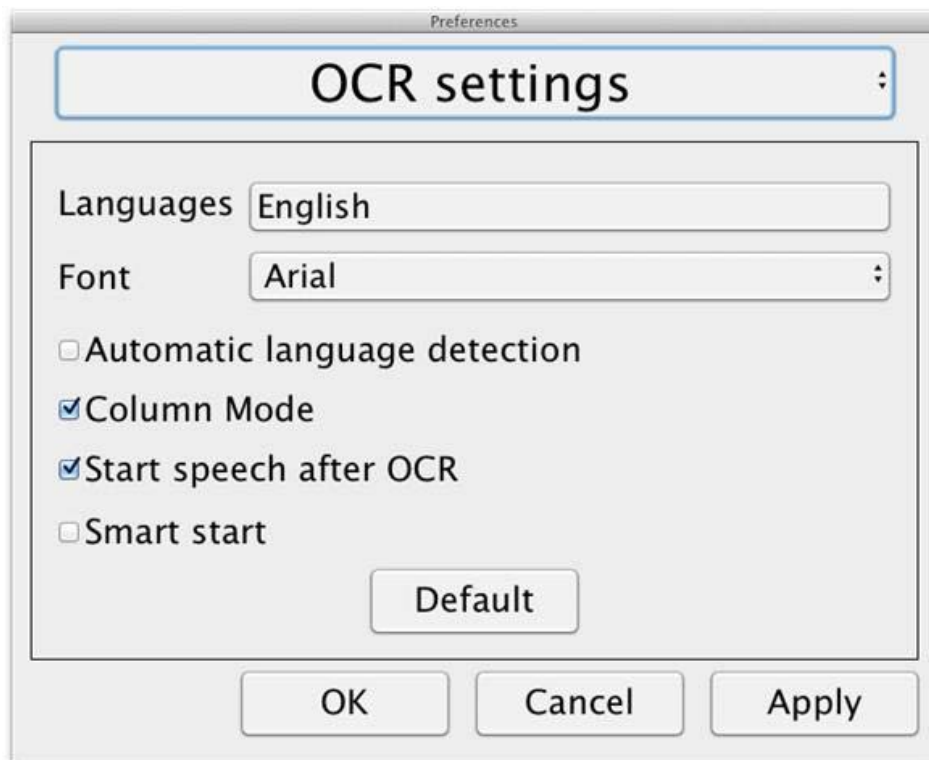 Preferences
OCR settings
Languages English
Font Arial
Automatic language detection
Column Mode
Start speech after OCR
Smart start
Default
OK Cancel Apply